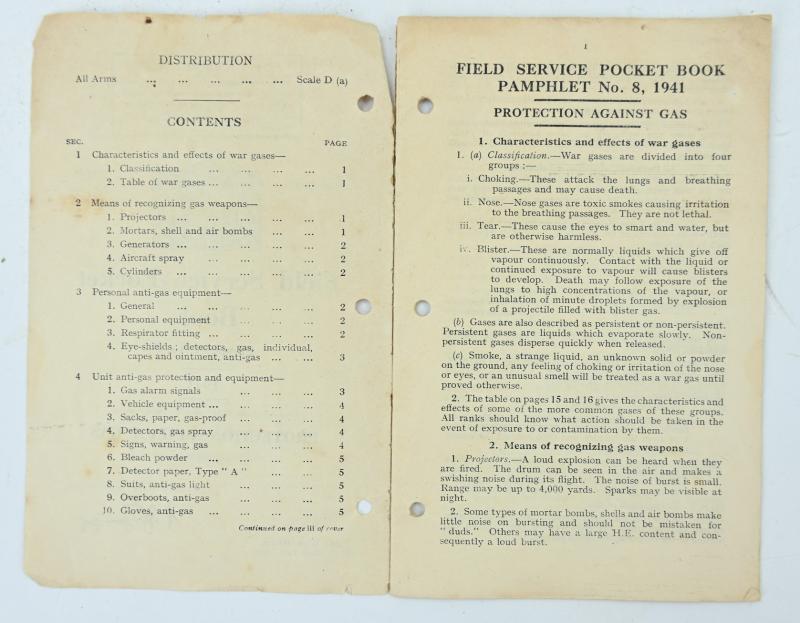 DISTRIBUTION
All Arms ... ... ... ... ... Scale D (a)
CONTENTS
SEC. PAGE
1 Characteristics and effects of war gases—
1. Classification ... ... ... ... 1
2. Table of war gases ... ... ... ... 1
2 Means of recognizing gas weapons—
1. Projectors ... ... ... ... ... 1
2. Mortars, shell and air bombs ... ... 1
3. Generators ... ... ... ... ... 2
4. Aircraft spray ... ... ... ... 2
5. Cylinders ... ... ... ... ... 2
3 Personal anti-gas equipment—
1. General ... ... ... ... 2
2. Personal equipment ... ... ... 2
3. Respirator fitting ... ... ... ... 2
4. Eye-shields ; detectors, gas, individual,
capes and ointment, anti-gas ... ... 3
4 Unit anti-gas protection and equipment—
1. Gas alarm signals ... ... ... 3
2. Vehicle equipment ... ... ... ... 4
3. Sacks, paper, gas-proof ... ... ... 4
4. Detectors, gas spray ... ... ... 4
5. Signs, warning, gas ... ... ... 4
6. Bleach powder ... ... ... ... 5
7. Detector paper, Type " A " ... ... ... 5
8. Suits, anti-gas light ... ... ... 5
9. Overboots, anti-gas ... ... ... 5
10. Gloves, anti-gas ... ... ... ... 5
Continued on page iii of cover
1
FIELD SERVICE POCKET BOOK
PAMPHLET No. 8, 1941
PROTECTION AGAINST GAS
1. Characteristics and effects of war gases
1. (a) Classification.—War gases are divided into four
groups :—
i. Choking.—These attack the lungs and breathing
passages and may cause death.
ii. Nose.—Nose gases are toxic smokes causing irritation
to the breathing passages. They are not lethal.
iii. Tear.—These cause the eyes to smart and water, but
are otherwise harmless.
iv. Blister.—These are normally liquids which give off
vapour continuously. Contact with the liquid or
continued exposure to vapour will cause blisters
to develop. Death may follow exposure of the
lungs to high concentrations of the vapour, or
inhalation of minute droplets formed by explosion
of a projectile filled with blister gas.
(b) Gases are also described as persistent or non-persistent.
Persistent gases are liquids which evaporate slowly. Non-
persistent gases disperse quickly when released.
(c) Smoke, a strange liquid, an unknown solid or powder
on the ground, any feeling of choking or irritation of the nose
or eyes, or an unusual smell will be treated as a war gas until
proved otherwise.
2. The table on pages 15 and 16 gives the characteristics and
effects of some of the more common gases of these groups.
All ranks should know what action should be taken in the
event of exposure to or contamination by them.
2. Means of recognizing gas weapons
1. Projectors.—A loud explosion can be heard when they
are fired. The drum can be seen in the air and makes a
swishing noise during its flight. The noise of burst is small.
Range may be up to 4,000 yards. Sparks may be visible at
night.
2. Some types of mortar bombs, shells and air bombs make
little noise on bursting and should not be mistaken for
" duds." Others may have a large H.E. content and con-
sequently a loud burst.